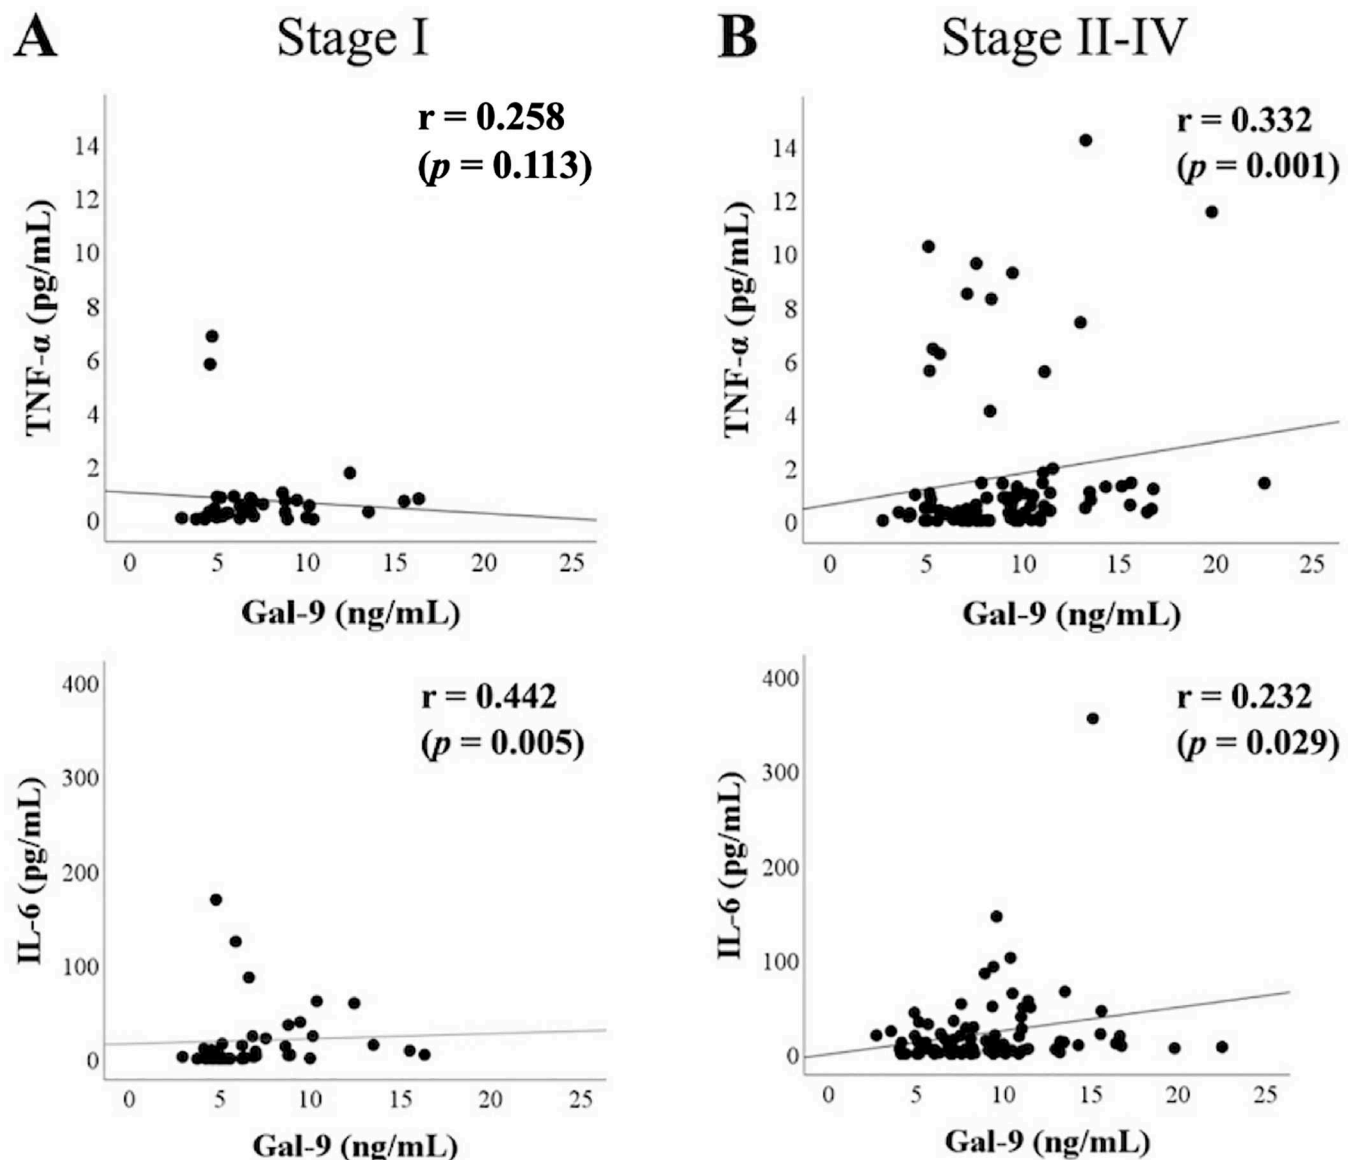 A
Stage I
B
Stage II-IV
r = 0.258
(p = 0.113)
TNF-α (pg/mL)
14
12
10
8
6
4
2
0
0 5 10 15 20 25
Gal-9 (ng/mL)
r = 0.332
(p = 0.001)
TNF-α (pg/mL)
14
12
10
8
6
4
2
0
0 5 10 15 20 25
Gal-9 (ng/mL)
r = 0.442
(p = 0.005)
IL-6 (pg/mL)
400
300
200
100
0
0 5 10 15 20 25
Gal-9 (ng/mL)
r = 0.232
(p = 0.029)
IL-6 (pg/mL)
400
300
200
100
0
0 5 10 15 20 25
Gal-9 (ng/mL)